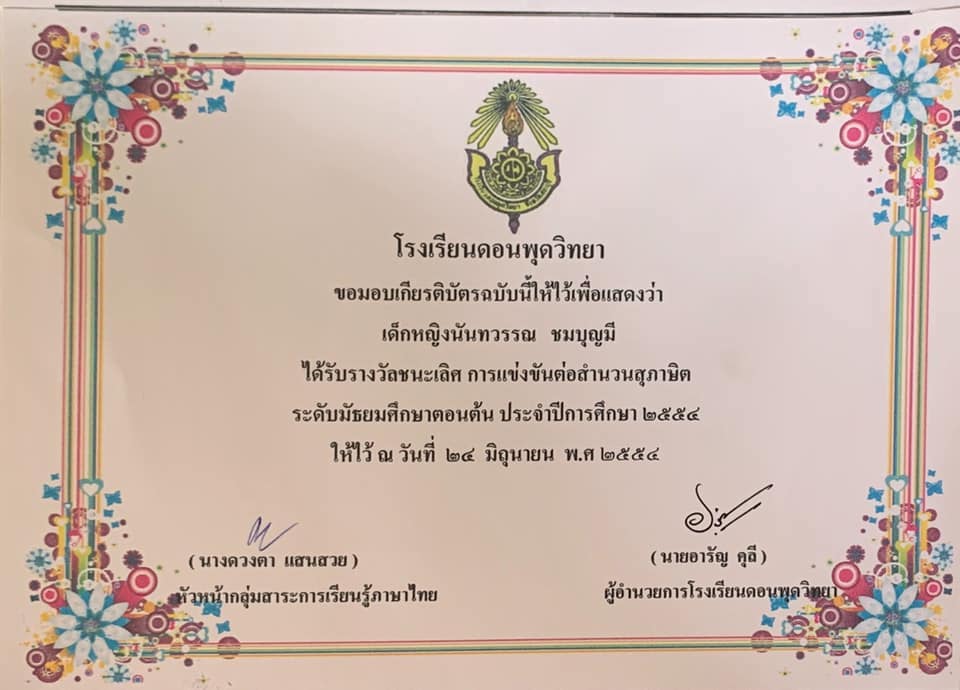 โรงเรียนดอนพุดวิทยา
ขอมอบเกียรติบัตรฉบับนี้ให้ไว้เพื่อแสดงว่า
เด็กหญิงนันทวรรณ ชมบุญมี
ได้รับรางวัลชนะเลิศ การแข่งขันต่อสำนวนสุภาษิต
ระดับมัธยมศึกษาตอนต้น ประจำปีการศึกษา ๒๕๕๔
ให้ไว้ ณ วันที่ ๒๔ มิถุนายน พ.ศ ๒๕๕๔
( นางดวงตา แสนสวย )
( นายอารัญ ดุลี )
หัวหน้ากลุ่มสาระการเรียนรู้ภาษาไทย
ผู้อำนวยการโรงเรียนดอนพุดวิทยา